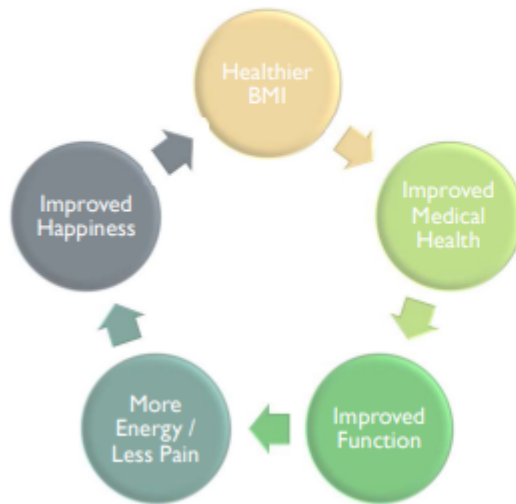 Healthier
BMI
Improved
Medical
Health
Improved
Function
More
Energy /
Less Pain
Improved
Happiness